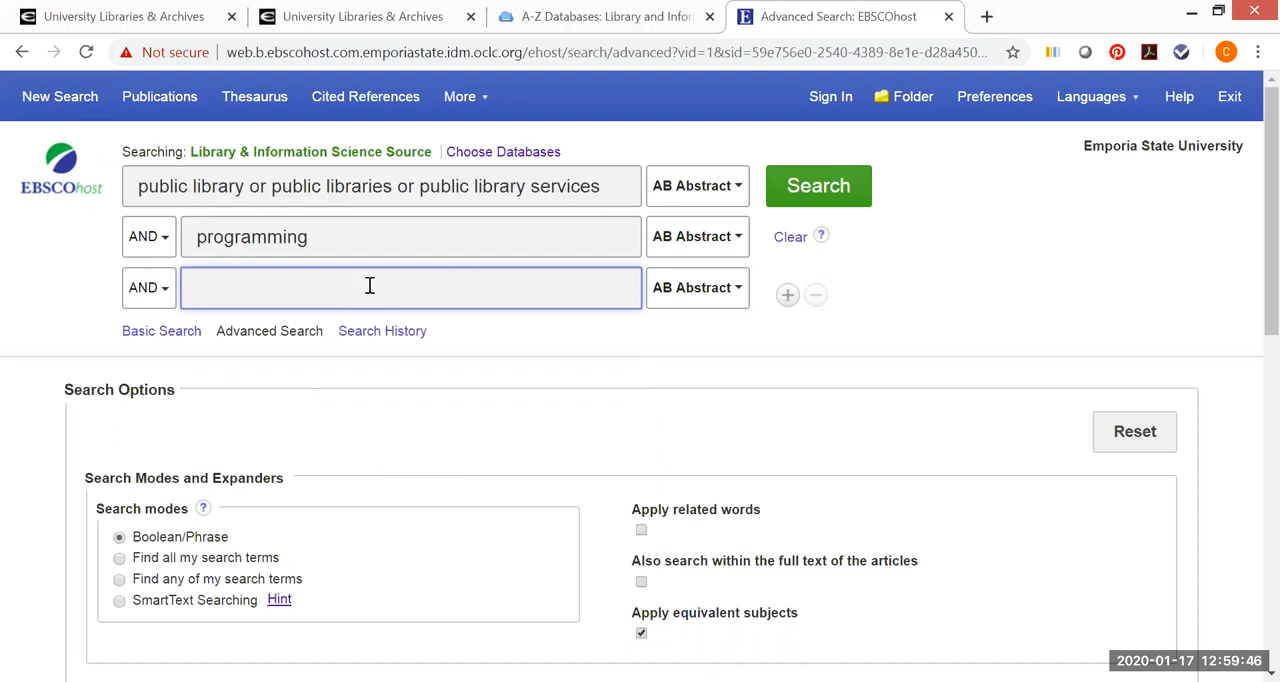 University Libraries & Archives
University Libraries & Archives
A-Z Databases: Library and Infor
Advanced Search: EBSCOhost
Not secure
web.b.ebscohost.com.emporiastate.idm.oclc.org/ehost/search/advanced?vid=1&sid=59e756e0-2540-4389-8e1e-d28a450...
C
New Search
Publications
Thesaurus
Cited References
More
Sign In
Folder
Preferences
Languages
Help
Exit
EBSCOhost
Searching: Library & Information Science Source
Choose Databases
Emporia State University
public library or public libraries or public library services
AB Abstract
Search
AND
programming
AB Abstract
Clear ?
AND
AB Abstract
Basic Search
Advanced Search
Search History
Search Options
Reset
Search Modes and Expanders
Search modes ?
Boolean/Phrase
Find all my search terms
Find any of my search terms
SmartText Searching Hint
Apply related words
Also search within the full text of the articles
Apply equivalent subjects
2020-01-17 12:59:46